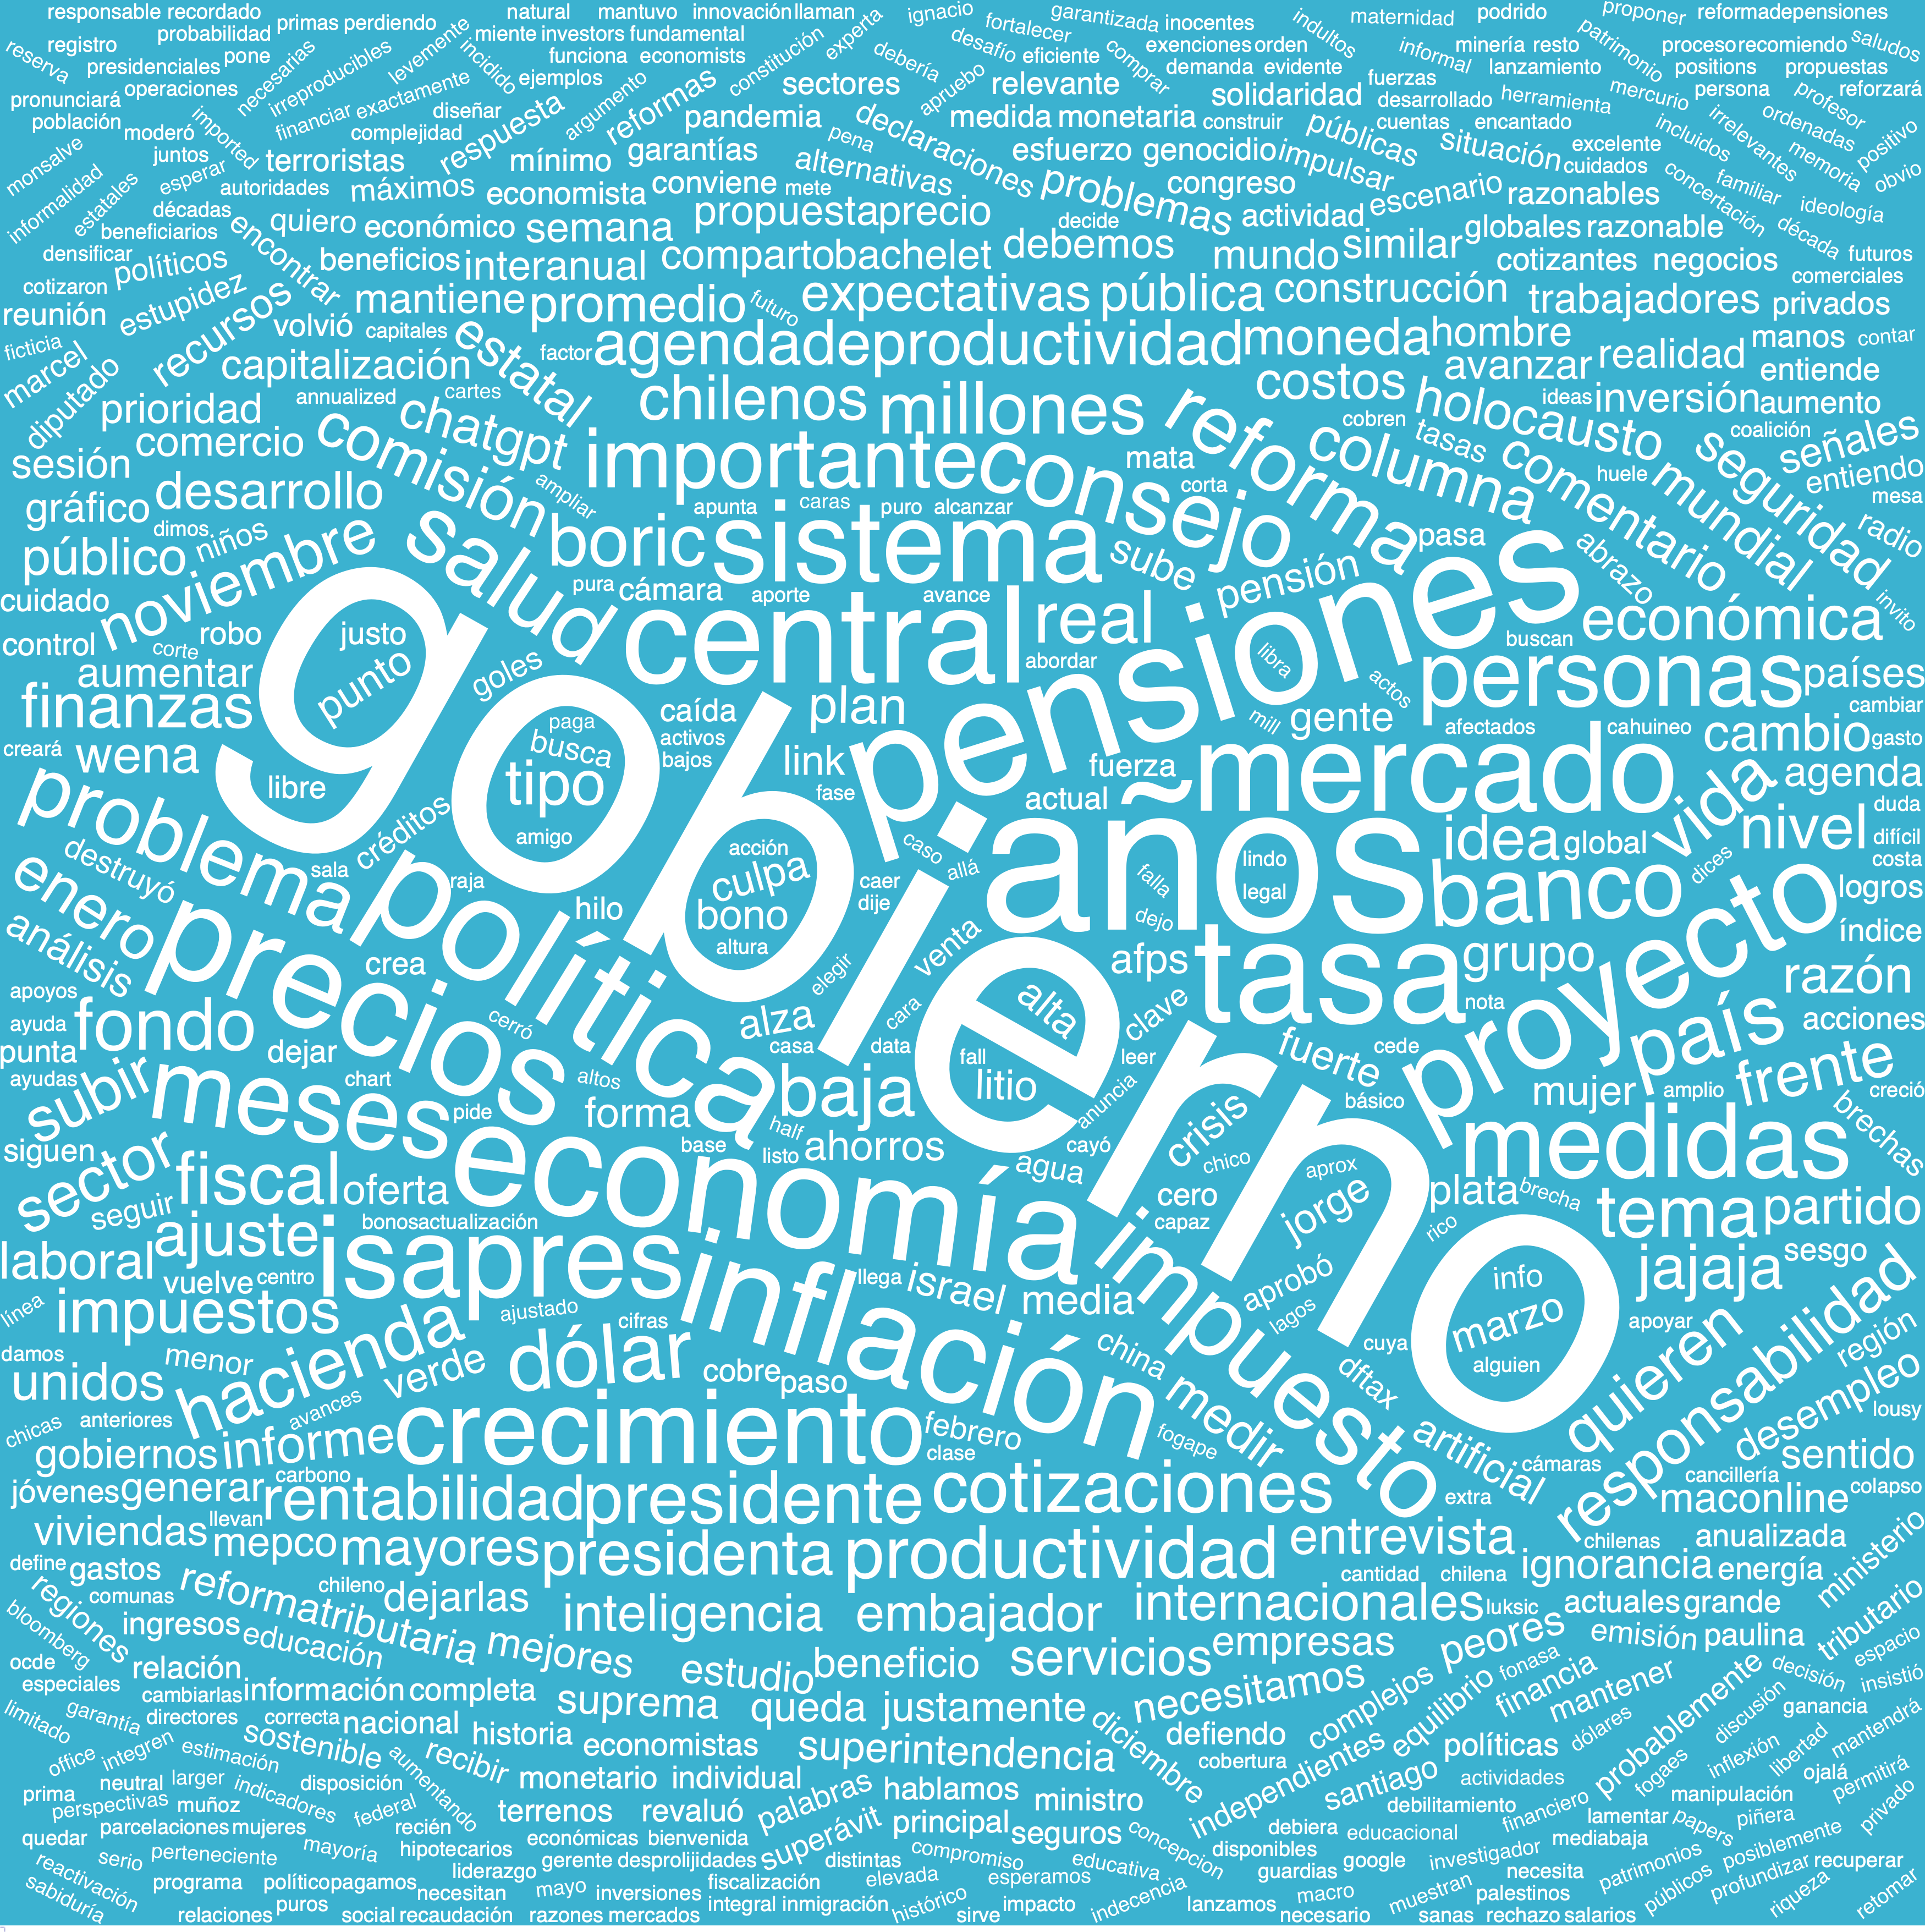 responsable recordado
primas perdiendo
natural
mantuvo
innovación
llaman
ignacio
garantizada
inocentes
indultos
maternidad
podrido
proponer
reformadepensiones
registro
probabilidad
miente investors fundamental
fortalecer
exenciones orden
informal
minería resto
patrimonio
proceso
recomiendo
saludos
reserva
presidenciales
pone
necesarias
irreproducibles
levemente
incidido
funciona
economists
constitución
experta
debería
desafío
eficiente
comprar
demanda evidente
fuerzas
lanzamiento
positions
propuestas
pronunciará
operaciones
ejemplos
sectores
relevante
solidaridad
desarrollado
herramienta
mercurio
persona
profesor
reforzará
población
moderó
imported
financiar
exactamente
diseñar
complejidad
respuesta
argumento
reformas
pandemia
apruebo
medida monetaria
construir
públicas
cuentas
encantado
incluidos
irrelevantes
ordenadas
positivo
monsalve
juntos
terroristas
mínimo
garantías
pena
declaraciones
esfuerzo
genocidio
impulsar
situación
excelente
cuidados
memoria
obvio
informalidad
estatales
esperar
autoridades
máximos
economista
conviene
mete
alternativas
problemas
congreso
escenario
razonables
concertación
familiar
ideología
décadas
beneficiarios
encontrar
quiero
económico
semana
propuesta
precio
decide
actividad
globales
razonable
década
futuros
densificar
políticos
beneficios
interanual
comparto
bachelet
debemos
mundo
similar
cotizantes
negocios
comerciales
cotizaron
reunión
estupidez
recursos
mantiene
promedio
futuro
expectativas
pública
construcción
trabajadores
privados
ficticia
volvió
capitales
estatal
factor
agendadeproductividad
moneda
hombre
manos
contar
marcel
diputado
capitalización
annualized
cartes
chilenos
millones
reforma
costos
avanzar
realidad
entiende
prioridad
comercio
comisión
chatgpt
importante
consejo
mata
cobren
columna
tasas
holocausto
ideas
inversión
aumento
coalición
señales
sesión
gráfico
desarrollo
ampliar
apunta
caras
puro
alcanzar
corta
comentario
huele
mundial
seguridad
entiendo
mesa
público
dimos
niños
noviembre
salud
boric
sistema
sube
pasa
abrazo
radio
cuidado
pura
cámara
aporte
avance
pensión
pensiones
económica
invito
control
corte
robo
justo
punto
goles
central
real
abordar
libra
actos
buscan
aumentar
finanzas
gobierno
paga
busca
tipo
amigo
caída
activos
bajos
plan
link
fase
fuerza
actual
mill
gente
personas
países
afectados
cahuineo
cambiar
cambio
gasto
creará
wena
libre
mercado
vida
agenda
problema
destruyó
créditos
sala
raja
hilo
acción
culpa
bono
altura
caso
allá
caer
dije
años
falla
dejo
lindo
legal
idea
global
banco
dices
nivel
duda
difícil
costa
logros
enero
análisis
precios
política
crea
elegir
venta
afps
tasa
grupo
nota
proyecto
índice
razón
apoyos
ayuda
fondo
punta
dejar
cerró
alza
casa
cara
data
alta
clave
leer
fall
litio
anuncia
fuerte
cede
país
acciones
ayudas
subir
meses
chart
pide
altos
forma
base
half
listo
baja
ahorros
cayó
agua
crisis
chico
básico
aprox
mujer
amplio
frente
creció
brechas
siguen
sector
seguir
fiscal
oferta
bonos
actualización
economía
cero
capaz
jorge
rico
plata
brecha
medidas
tema
partido
laboral
ajuste
vuelve
centro
isapres
inflación
llega
israel
media
impuesto
aprobó
lagos
info
marzo
alguien
jajaja
sesgo
línea
impuestos
hacienda
ajustado
cifras
cuya
apoyar
región
damos
unidos
menor
verde
dólar
cobre
paso
china
medir
dftax
quieren
responsabilidad
desempleo
chicas
anteriores
avances
gobiernos
informe
crecimiento
febrero
clase
fogape
artificial
cámaras
cancillería
lousy
sentido
jóvenes
generar
carbono
rentabilidad
presidente
cotizaciones
extra
maconline
colapso
viviendas
llevan
mepco
mayores
presidenta
productividad
entrevista
chilenas
anualizada
define
gastos
regiones
comunas
reformatributaria
chileno
dejarlas
inteligencia
embajador
internacionales
cantidad
chilena
luksic
ignorancia
energía
ministerio
actuales
grande
bloomberg
ingresos
educación
mejores
estudio
beneficio
servicios
empresas
peores
emisión
paulina
tributario
ocde
especiales
relación
cambiarlas
información completa
suprema
queda
justamente
necesitamos
complejos
equilibrio
fonasa
financia
mantener
probablemente
decisión
espacio
insistió
limitado
garantía
directores
correcta
nacional
historia
economistas
superintendencia
diciembre
defiendo
independientes
políticas
dólares
discusión
ganancia
office
integren
estimación
sostenible
aumentando
recibir
monetario
individual
hablamos
cobertura
santiago
actividades
fogaes
inflexión
libertad
mantendrá
prima
neutral
larger
indicadores
disposición
federal
terrenos
revaluó
palabras
ministro
debilitamiento
financiero
manipulación
ojalá
permitirá
perspectivas
muñoz
parcelaciones
mujeres
recién
económicas
bienvenida
superávit
principal
seguros
concepcion
debiera
educacional
lamentar
papers
piñera
privado
quedar
serio
perteneciente
mayoría
hipotecarios
liderazgo
gerente
desprolijidades
distintas
compromiso
educativa
disponibles
guardias
google
investigador
mediabaja
necesita
patrimonios
posiblemente
reactivación
sabiduría
programa
político
pagamos
necesitan
mayo
inversiones
fiscalización
elevada
esperamos
indecencia
lanzamos
macro
muestran
palestinos
públicos
profundizar
recuperar
riqueza
retomar
relaciones
puros
social
recaudación
razones
mercados
integral
inmigración
histórico
sirve
impacto
necesario
sanas
rechazo
salarios